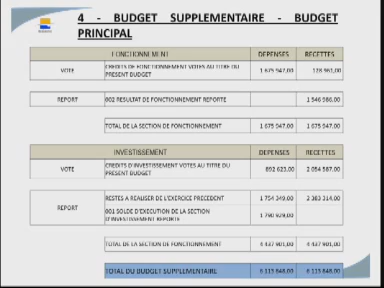 4 - BUDGET SUPPLEMENTAIRE - BUDGET
PRINCIPAL
FONCTIONNEMENT DEPENSES RECETTES
VOTE CREDITS DE FONCTIONNEMENT VOTES AU TITRE DU PRESENT BUDGET 1 675 947,00 128 961,00
REPORT 002 RESULTAT DE FONCTIONNEMENT REPORTE 1 546 986,00
TOTAL DE LA SECTION DE FONCTIONNEMENT 1 675 947,00 1 675 947,00
INVESTISSEMENT DEPENSES RECETTES
VOTE CREDITS D'INVESTISSEMENT VOTES AU TITRE DU PRESENT BUDGET 892 623,00 2 054 587,00
REPORT
RESTES A REALISER DE L'EXERCICE PRECEDENT 1 754 349,00 2 383 314,00
001 SOLDE D'EXECUTION DE LA SECTION D'INVESTISSEMENT REPORTE 1 790 929,00
TOTAL DE LA SECTION DE FONCTIONNEMENT 4 437 901,00 4 437 901,00
TOTAL DU BUDGET SUPPLEMENTAIRE 6 113 848,00 6 113 848,00